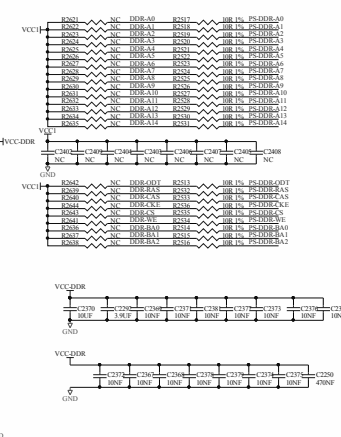 R2621 NC DDR-A0 R2517 10R 1% PS-DDR-A0
VCC1 R2622 NC DDR-A1 R2518 10R 1% PS-DDR-A1
R2623 NC DDR-A2 R2519 10R 1% PS-DDR-A2
R2624 NC DDR-A3 R2520 10R 1% PS-DDR-A3
R2625 NC DDR-A4 R2521 10R 1% PS-DDR-A4
R2626 NC DDR-A5 R2522 10R 1% PS-DDR-A5
R2627 NC DDR-A6 R2523 10R 1% PS-DDR-A6
R2628 NC DDR-A7 R2524 10R 1% PS-DDR-A7
R2629 NC DDR-A8 R2525 10R 1% PS-DDR-A8
R2630 NC DDR-A9 R2526 10R 1% PS-DDR-A9
R2631 NC DDR-A10 R2527 10R 1% PS-DDR-A10
R2632 NC DDR-A11 R2528 10R 1% PS-DDR-A11
R2633 NC DDR-A12 R2529 10R 1% PS-DDR-A12
R2634 NC DDR-A13 R2530 10R 1% PS-DDR-A13
R2635 NC DDR-A14 R2531 10R 1% PS-DDR-A14
VCC1
VCC-DDR
C2402 C2404 C2403 C2406 C2407 C2405 C2408
NC NC NC NC NC NC NC NC
GND
VCC1 R2642 NC DDR-ODT R2513 10R 1% PS-DDR-ODT
R2639 NC DDR-RAS R2532 10R 1% PS-DDR-RAS
R2640 NC DDR-CAS R2533 10R 1% PS-DDR-CAS
R2644 NC DDR-CKE R2536 10R 1% PS-DDR-CKE
R2643 NC DDR-CS R2535 10R 1% PS-DDR-CS
R2641 NC DDR-WE R2534 10R 1% PS-DDR-WE
R2636 NC DDR-BA0 R2514 10R 1% PS-DDR-BA0
R2637 NC DDR-BA1 R2515 10R 1% PS-DDR-BA1
R2638 NC DDR-BA2 R2516 10R 1% PS-DDR-BA2
VCC-DDR
C2370 C2373
10UF 3.9UF 10NF 10NF 10NF 10NF 10NF 10NF
GND
VCC-DDR
C2372 C2367 C2368 C2378 C2379 C2374 C2375 C2250
10NF 10NF 10NF 10NF 10NF 10NF 10NF 470NF
GND